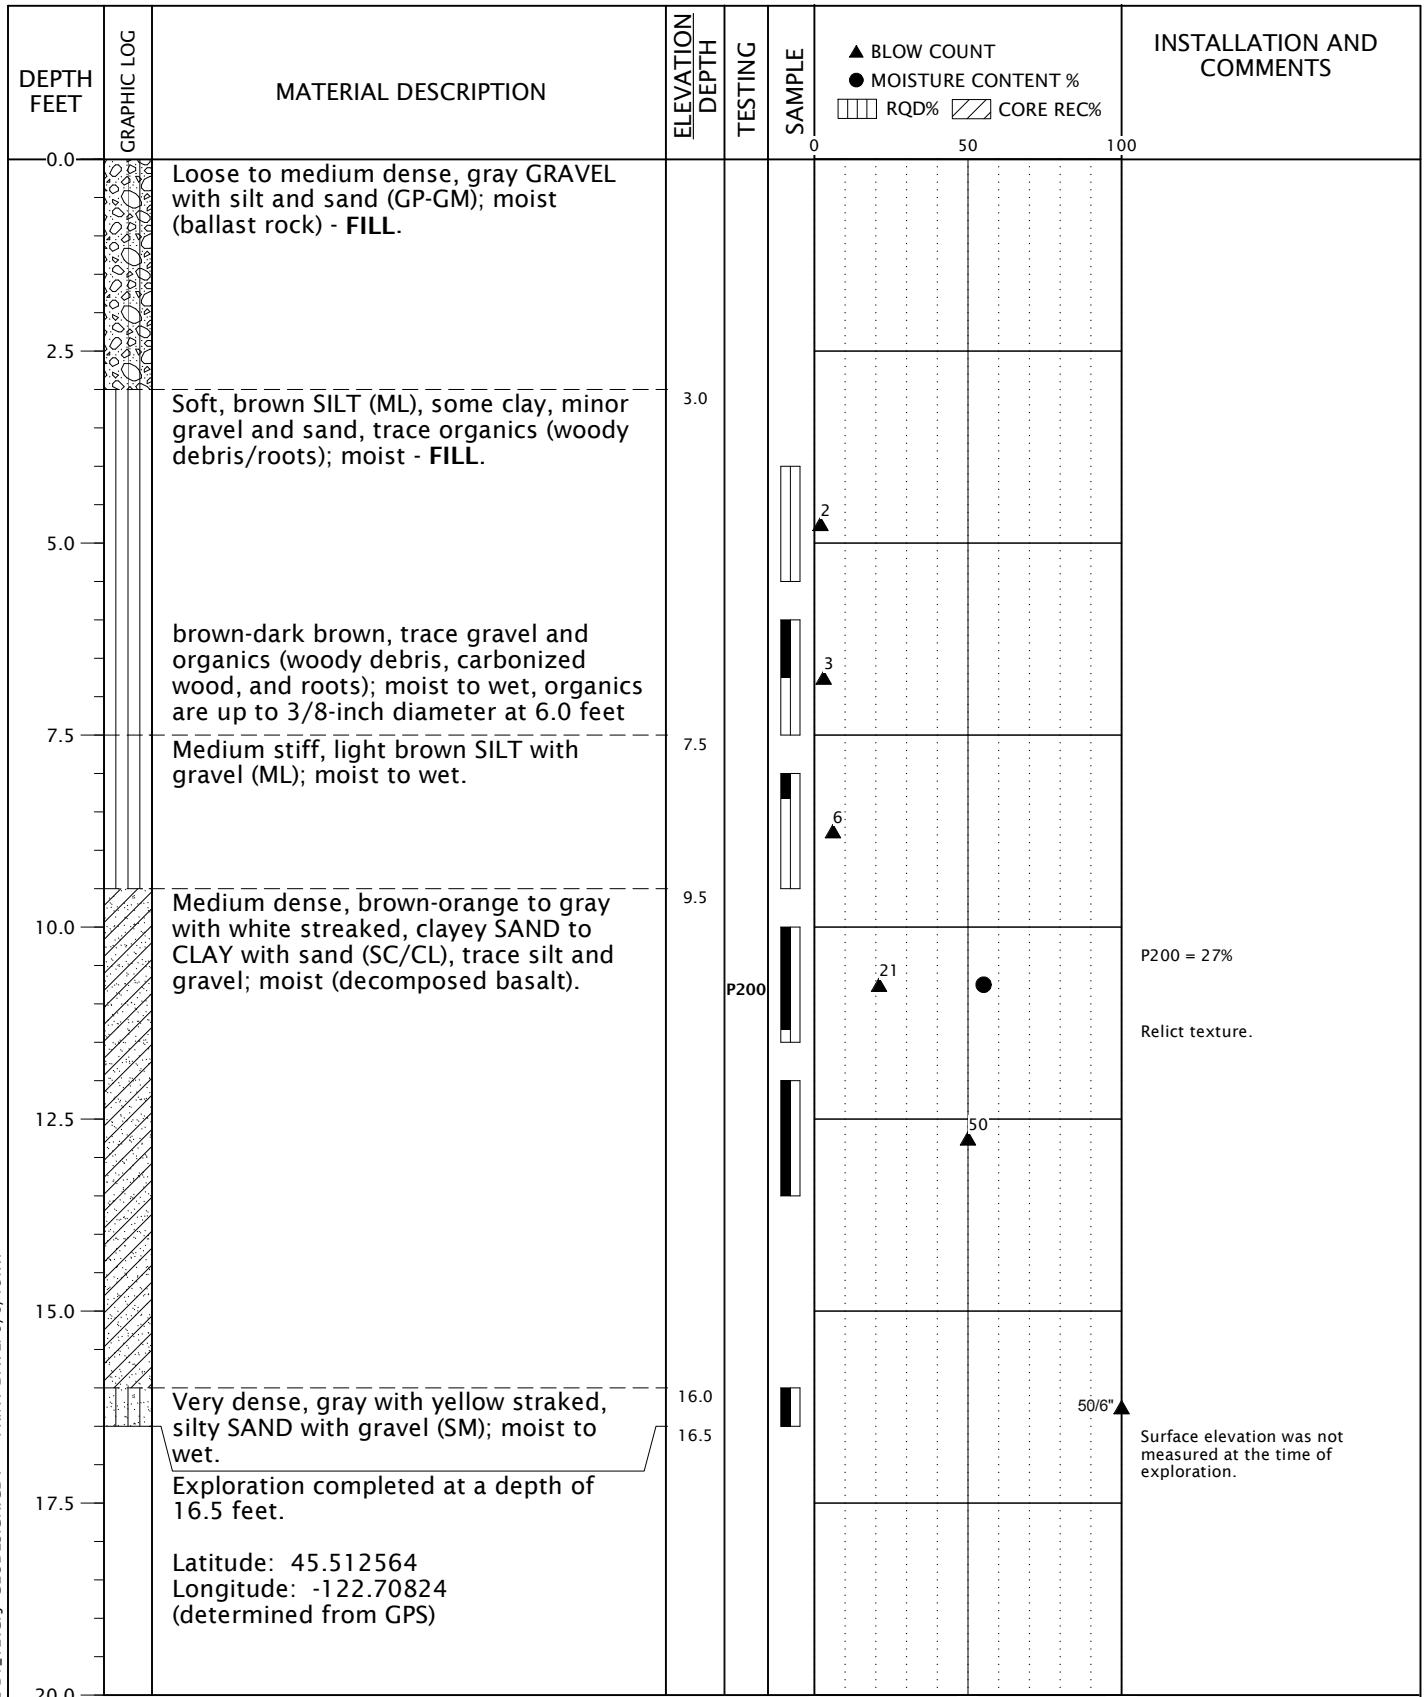 DEPTH
FEET
GRAPHIC LOG
MATERIAL DESCRIPTION
ELEVATION
DEPTH
TESTING
SAMPLE
▲ BLOW COUNT
● MOISTURE CONTENT %
RQD% CORE REC%
INSTALLATION AND
COMMENTS
0 50 100
0.0
Loose to medium dense, gray GRAVEL
with silt and sand (GP-GM); moist
(ballast rock) - FILL.
2.5
3.0
Soft, brown SILT (ML), some clay, minor
gravel and sand, trace organics (woody
debris/roots); moist - FILL.
2
5.0
brown-dark brown, trace gravel and
organics (woody debris, carbonized
wood, and roots); moist to wet, organics
are up to 3/8-inch diameter at 6.0 feet
3
7.5
7.5
Medium stiff, light brown SILT with
gravel (ML); moist to wet.
6
9.5
Medium dense, brown-orange to gray
with white streaked, clayey SAND to
CLAY with sand (SC/CL), trace silt and
gravel; moist (decomposed basalt).
10.0
P200
21
P200 = 27%
Relict texture.
12.5
50
15.0
16.0
Very dense, gray with yellow straked,
silty SAND with gravel (SM); moist to
wet.
16.5
50/6"
Surface elevation was not
measured at the time of
exploration.
Exploration completed at a depth of
16.5 feet.
17.5
Latitude: 45.512564
Longitude: -122.70824
(determined from GPS)
20.0